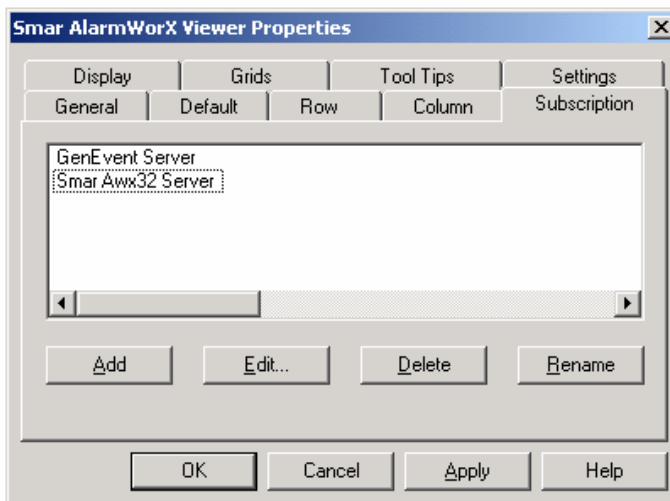 Smar AlarmWorX Viewer Properties
Display Grids Tool Tips Settings
General Default Row Column Subscription
GenEvent Server
Smar Awx32 Server
Add Edit... Delete Rename
OK Cancel Apply Help